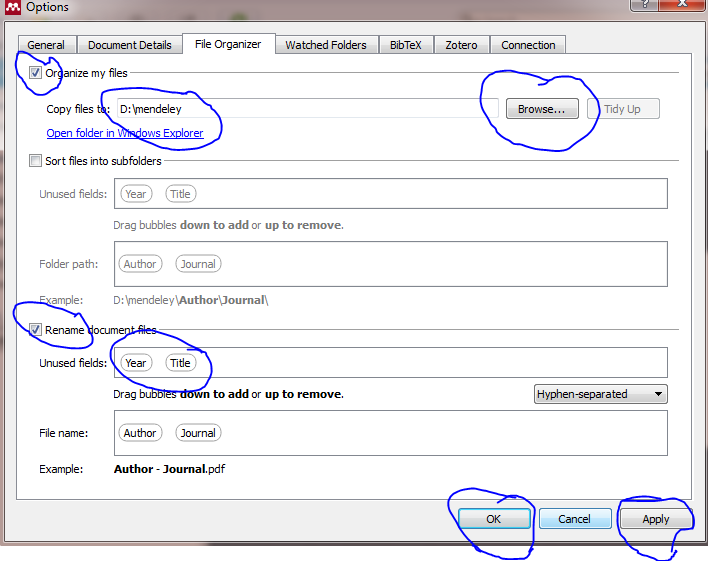 Options
General Document Details File Organizer Watched Folders BibTeX Zotero Connection
Organize my files
Copy files to: D:\mendeley Browse... Tidy Up
Open folder in Windows Explorer
Sort files into subfolders
Unused fields: Year Title
Drag bubbles down to add or up to remove.
Folder path: Author Journal
Example: D:\mendeley\Author\Journal\
Rename document files
Unused fields: Year Title
Drag bubbles down to add or up to remove. Hyphen-separated
File name: Author Journal
Example: Author - Journal.pdf
OK Cancel Apply